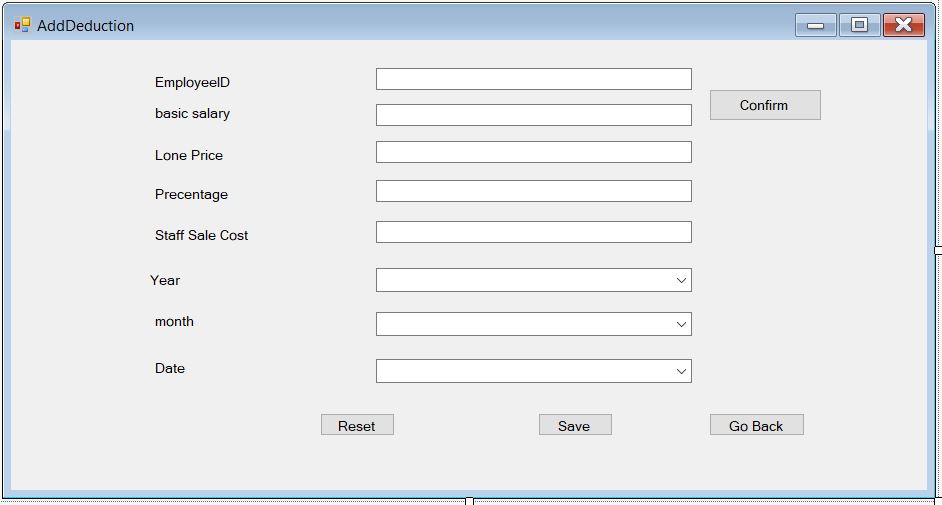 AddDeduction
EmployeeID
Confirm
basic salary
Lone Price
Precentage
Staff Sale Cost
Year
month
Date
Reset Save Go Back